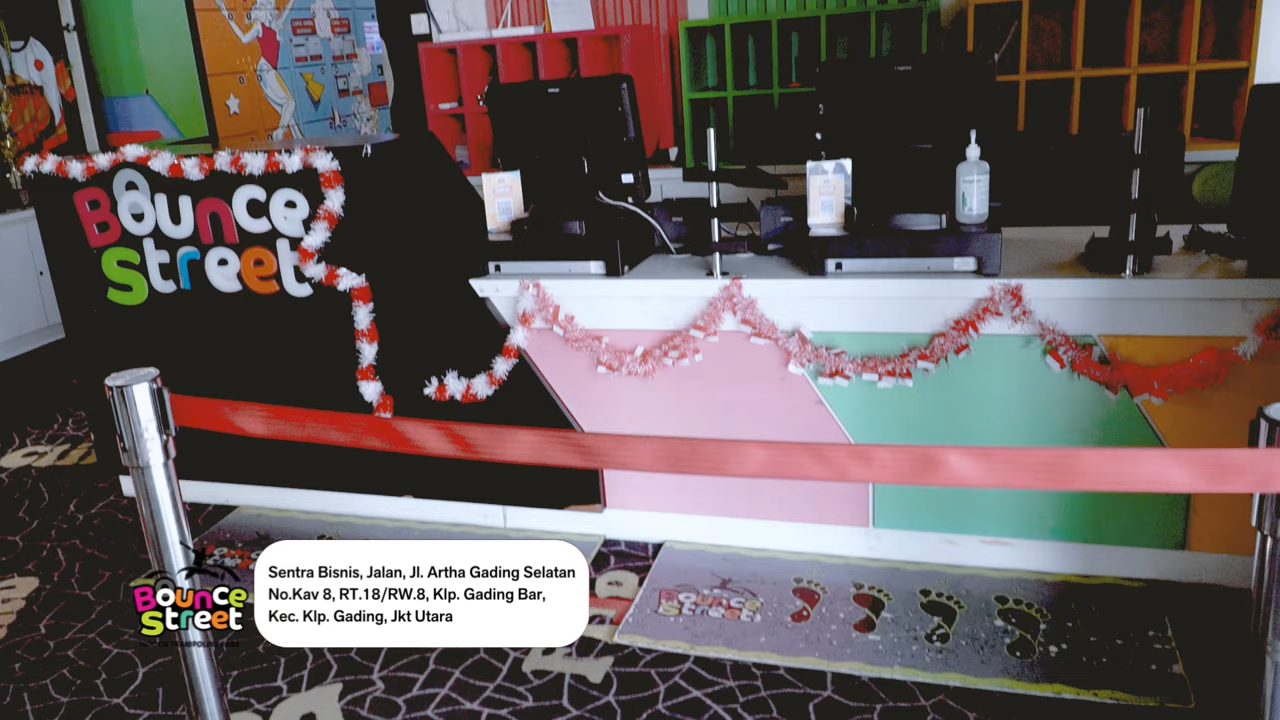 Bounce
Street
Sentra Bisnis, Jalan, Jl. Artha Gading Selatan
No.Kav 8, RT.18/RW.8, Klp. Gading Bar,
Kec. Klp. Gading, Jkt Utara
Bounce
Street
Bounce
Street